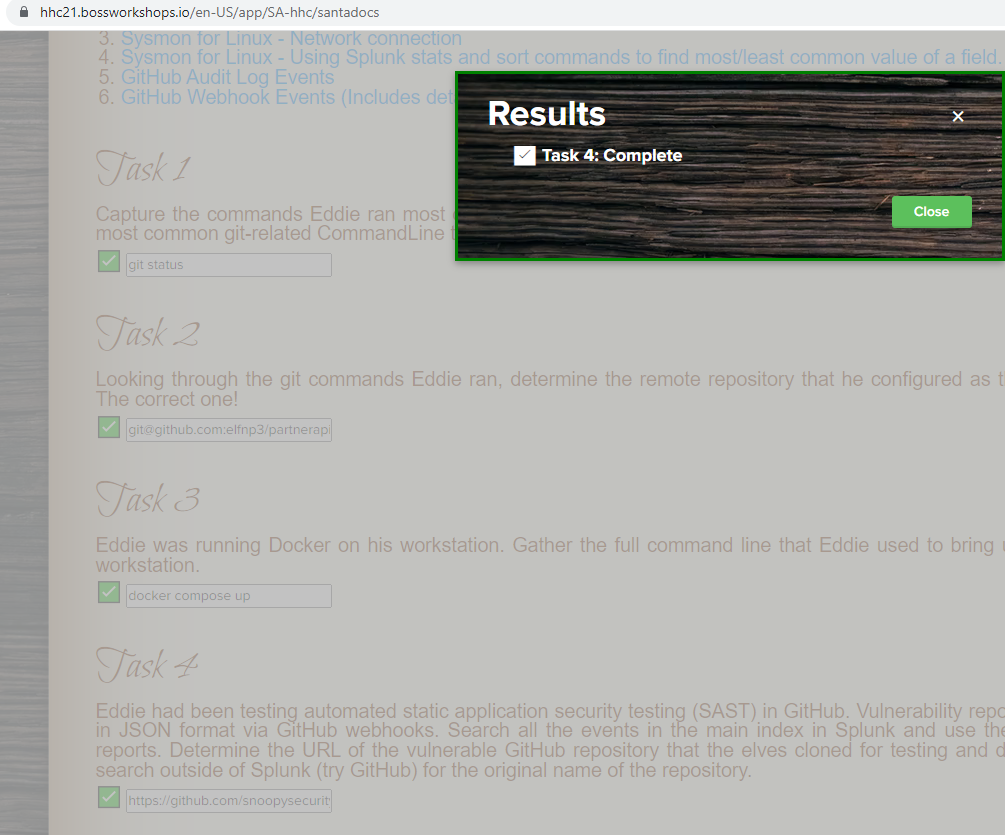 hhc21.bossworkshops.io/en-US/app/SA-hhc/santadocs
3. Sysmon for Linux - Network connection
4. Sysmon for Linux - Using Splunk stats and sort commands to find most/least common value of a field.
5. GitHub Audit Log Events
6. GitHub Webhook Events (Includes det
Results
×
Task 4: Complete
Close
Task 1
Capture the commands Eddie ran most
most common git-related CommandLine
git status
Task 2
Looking through the git commands Eddie ran, determine the remote repository that he configured as
The correct one!
git@github.com:elfnp3/partnerapi
Task 3
Eddie was running Docker on his workstation. Gather the full command line that Eddie used to bring
workstation.
docker compose up
Task 4
Eddie had been testing automated static application security testing (SAST) in GitHub. Vulnerability repo
in JSON format via GitHub webhooks. Search all the events in the main index in Splunk and use the
reports. Determine the URL of the vulnerable GitHub repository that the elves cloned for testing and
search outside of Splunk (try GitHub) for the original name of the repository.
https://github.com/snoopysecurit